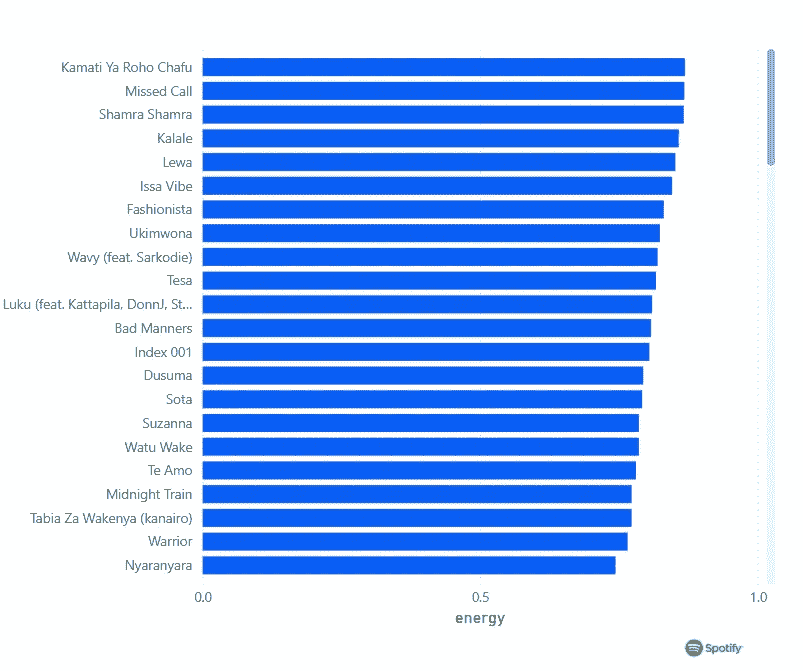 Kamati Ya Roho Chafu
Missed Call
Shamra Shamra
Kalale
Lewa
Issa Vibe
Fashionista
Ukimwona
Wavy (feat. Sarkodie)
Tesa
Luku (feat. Kattapila, DonnJ, St...
Bad Manners
Index 001
Dusuma
Sota
Suzanna
Watu Wake
Te Amo
Midnight Train
Tabia Za Wakenya (kanairo)
Warrior
Nyaranyara
0.0 0.5 1.0
energy
Spotify